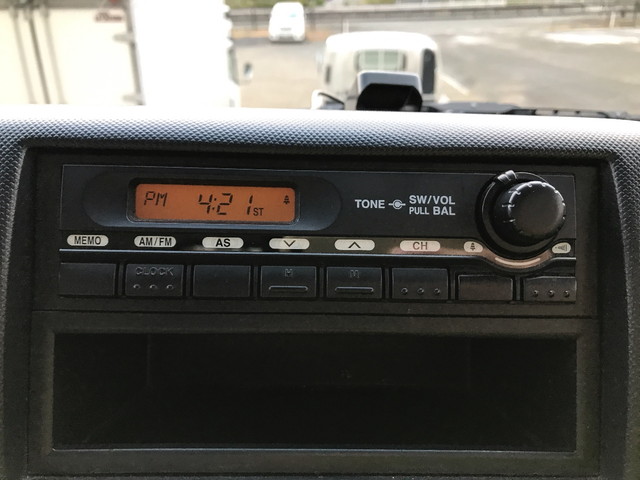 PM 4:21 ST
TONE SW/VOL
PULL BAL
MEMO AM/FM AS CH
CLOCK H M